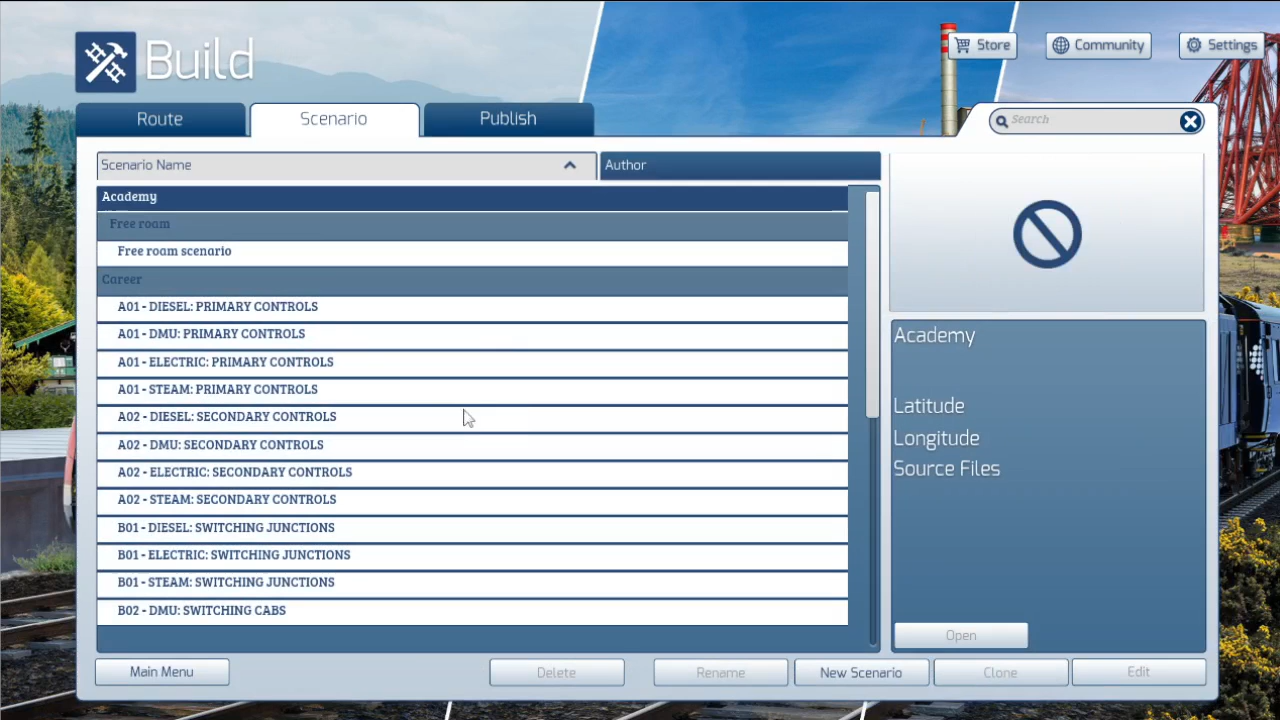 Build
Store
Community
Settings
Route
Scenario
Publish
Search
Scenario Name
Author
Academy
Free roam
Free roam scenario
Career
A01 - DIESEL: PRIMARY CONTROLS
A01 - DMU: PRIMARY CONTROLS
A01 - ELECTRIC: PRIMARY CONTROLS
A01 - STEAM: PRIMARY CONTROLS
A02 - DIESEL: SECONDARY CONTROLS
A02 - DMU: SECONDARY CONTROLS
A02 - ELECTRIC: SECONDARY CONTROLS
A02 - STEAM: SECONDARY CONTROLS
B01 - DIESEL: SWITCHING JUNCTIONS
B01 - ELECTRIC: SWITCHING JUNCTIONS
B01 - STEAM: SWITCHING JUNCTIONS
B02 - DMU: SWITCHING CABS
Academy
Latitude
Longitude
Source Files
Open
Main Menu
Delete
Rename
New Scenario
Clone
Edit